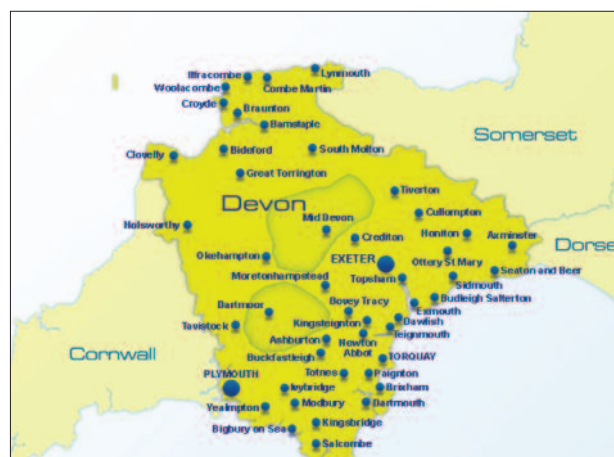 Lynmouth
Ilfracombe
Combe Martin
Woolacombe
Croyde
Braunton
Barnstaple
Somerset
Clovelly
Bideford
South Molton
Great Torrington
Tiverton
Devon
Mid Devon
Cullompton
Holsworthy
Crediton
Honiton
Axminster
Dorse
Okehampton
EXETER
Ottery St Mary
Moretonhampstead
Topsham
Seaton and Beer
Sidmouth
Bovey Tracy
Budleigh Salterton
Exmouth
Dartmoor
Kingsteignton
Dawlish
Tavistock
Teignmouth
Ashburton
Newton
Abbot
Cornwall
Buckfastleigh
TORQUAY
PLYMOUTH
Totnes
Paignton
Ivybridge
Brixham
Yealmpton
Modbury
Dartmouth
Bigbury on Sea
Kingsbridge
Salcombe